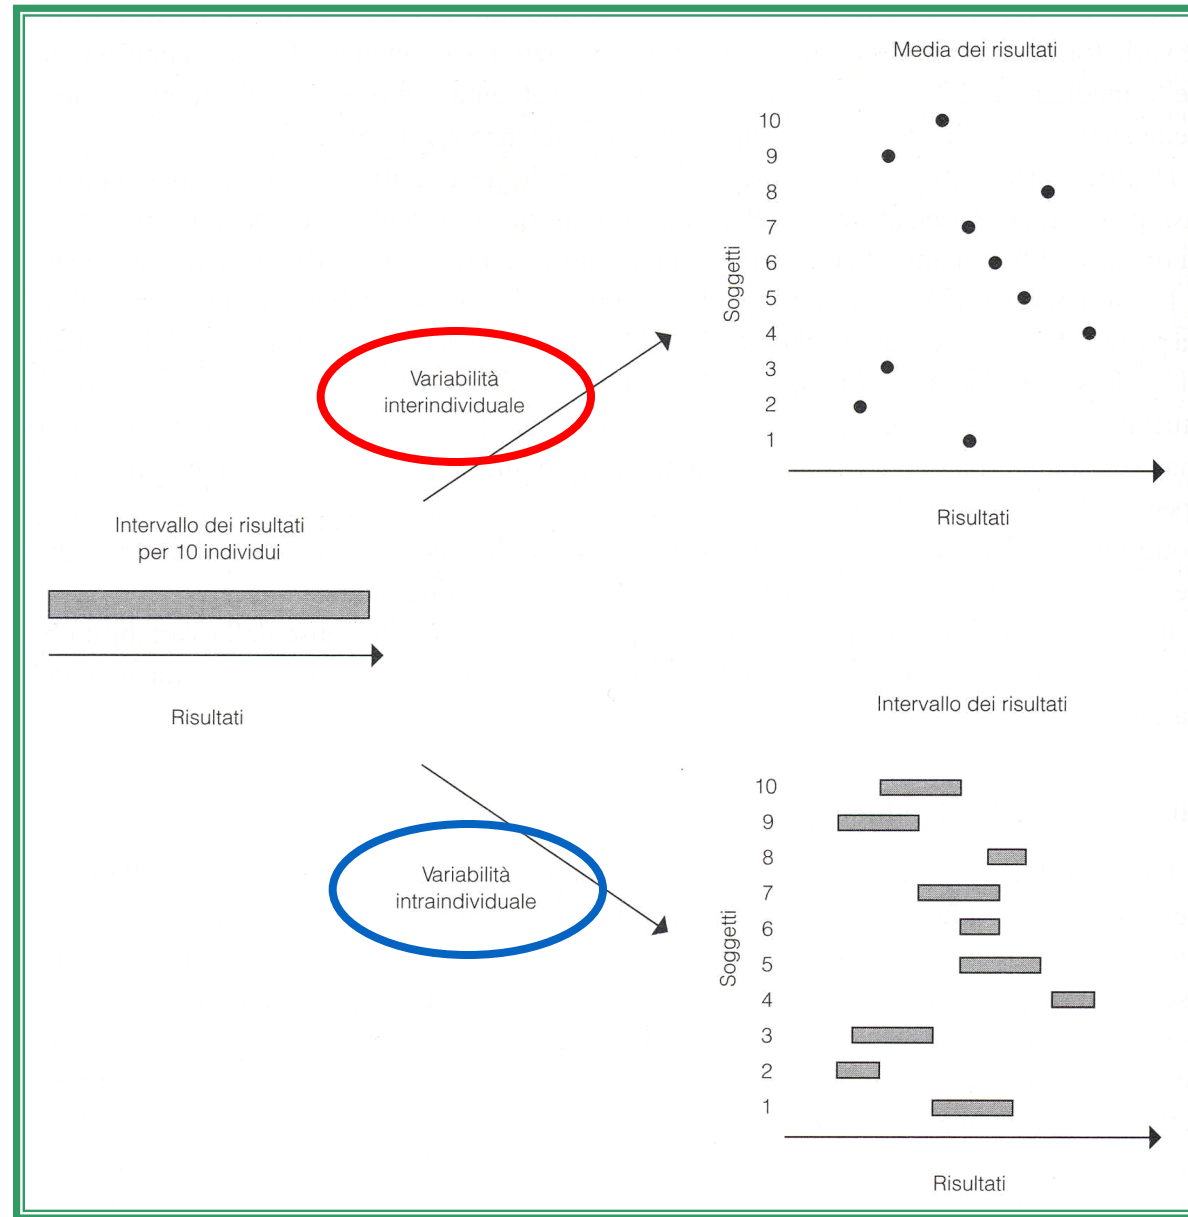 Media dei risultati
10
9
8
7
6
5
4
3
2
1
Soggetti
Risultati
Variabilità
interindividuale
Intervallo dei risultati
per 10 individui
Risultati
Variabilità
intraindividuale
Intervallo dei risultati
10
9
8
7
6
5
4
3
2
1
Soggetti
Risultati